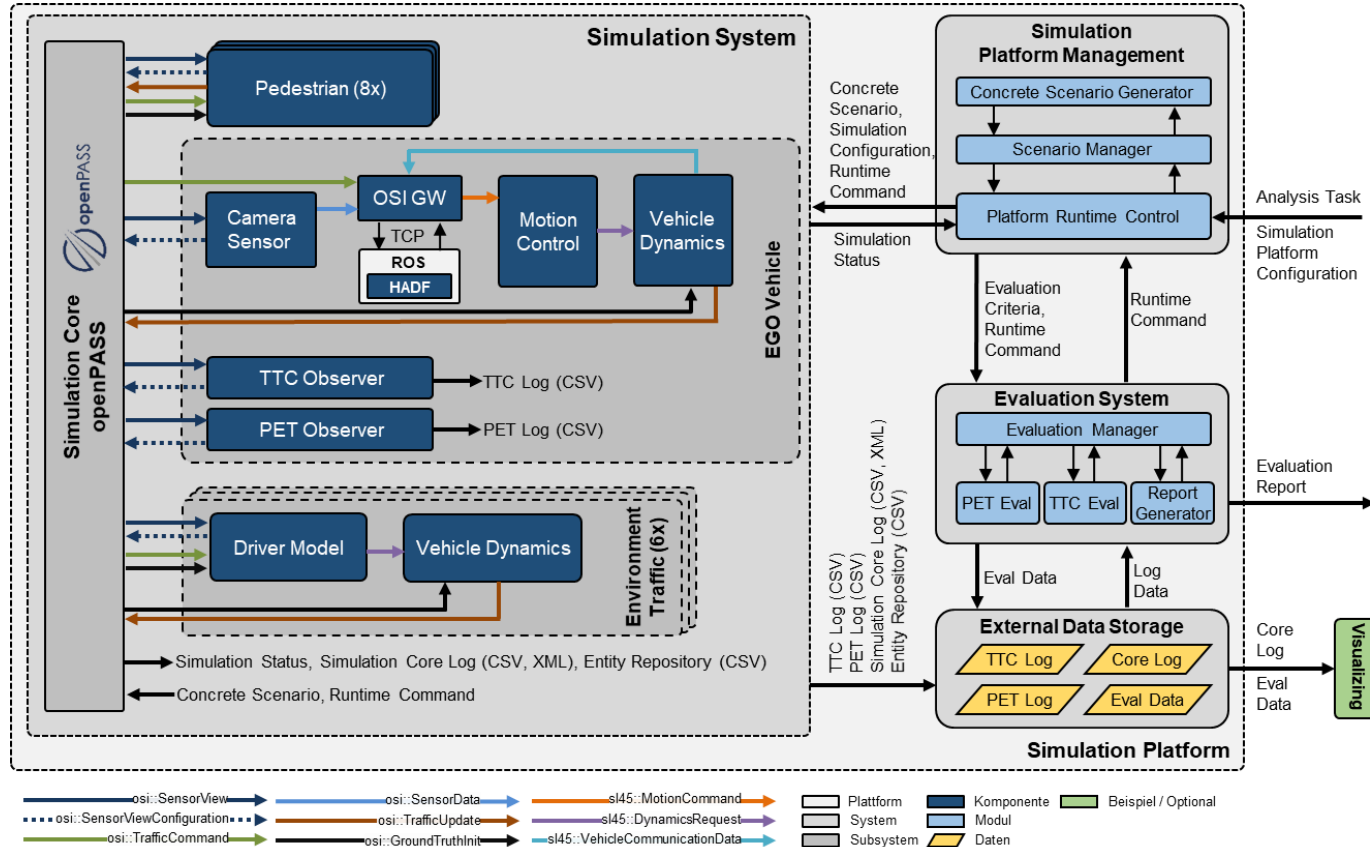 Simulation System
Pedestrian (8x)
Simulation Core
openPASS
openPASS
OSI GW
Camera
Sensor
TCP
ROS
HADF
Motion
Control
Vehicle
Dynamics
EGO Vehicle
TTC Observer
TTC Log (CSV)
PET Observer
PET Log (CSV)
Driver Model
Vehicle Dynamics
Environment
Traffic (6x)
Simulation Status, Simulation Core Log (CSV, XML), Entity Repository (CSV)
Concrete Scenario, Runtime Command
Concrete
Scenario,
Simulation
Configuration,
Runtime
Command
Simulation
Status
TTC Log (CSV)
PET Log (CSV)
Simulation Core Log (CSV, XML)
Entity Repository (CSV)
Simulation
Platform Management
Concrete Scenario Generator
Scenario Manager
Platform Runtime Control
Analysis Task
Simulation
Platform
Configuration
Evaluation
Criteria,
Runtime
Command
Runtime
Command
Evaluation System
Evaluation Manager
PET Eval
TTC Eval
Report
Generator
Evaluation
Report
Eval Data
Log
Data
External Data Storage
TTC Log
Core Log
PET Log
Eval Data
Core
Log
Eval
Data
Visualizing
Simulation Platform
osi::SensorView
osi::SensorViewConfiguration
osi::TrafficCommand
osi::SensorData
osi::TrafficUpdate
osi::GroundTruthInit
sl45::MotionCommand
sl45::DynamicsRequest
sl45::VehicleCommunicationData
Plattform
System
Subsystem
Komponente
Modul
Daten
Beispiel / Optional